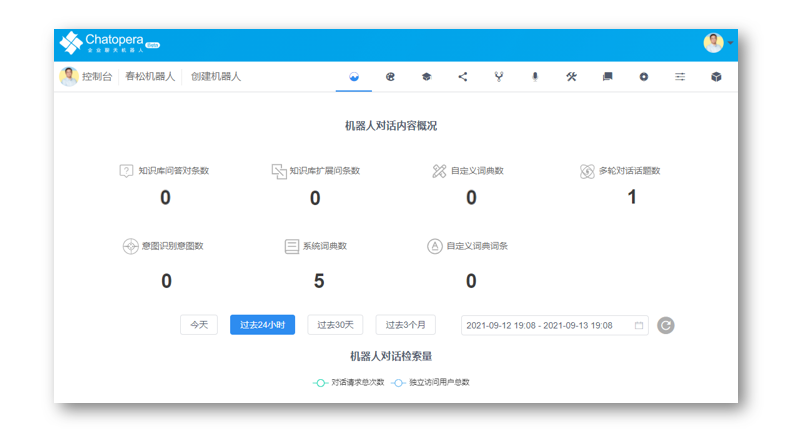 Chatopera beta
企业聊天机器人
控制台 春松机器人 创建机器人
机器人对话内容概况
知识库问答对条数 知识库扩展问条数 自定义词典数 多轮对话话题数
0 0 0 1
意图识别意图数 系统词典数 自定义词典词条
0 5 0
今天 过去24小时 过去30天 过去3个月 2021-09-12 19:08 - 2021-09-13 19:08
机器人对话检索量
对话请求总次数 独立访问用户总数